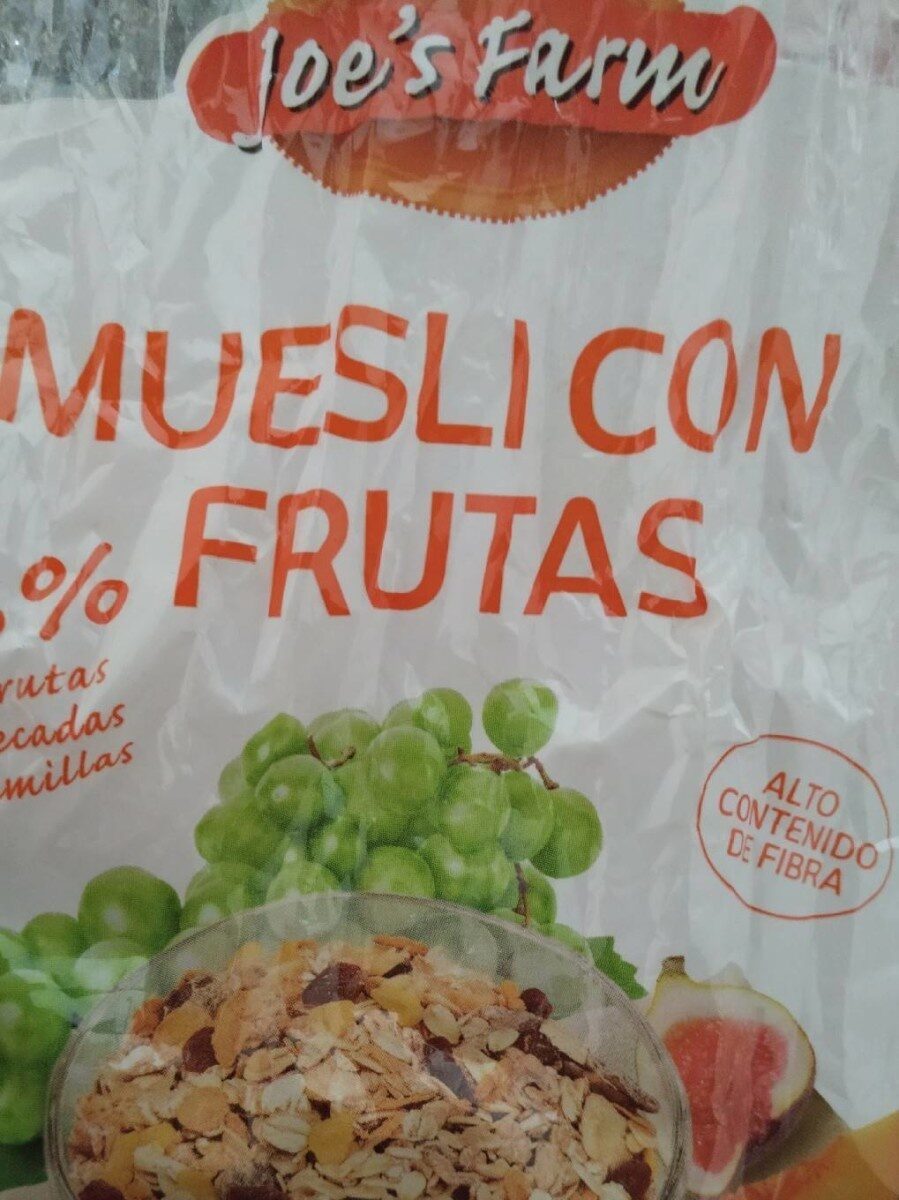 Joe's Farm
MUESLI CON
FRUTAS
%
rutas
ecadas
millas
ALTO
CONTENIDO
DE FIBRA